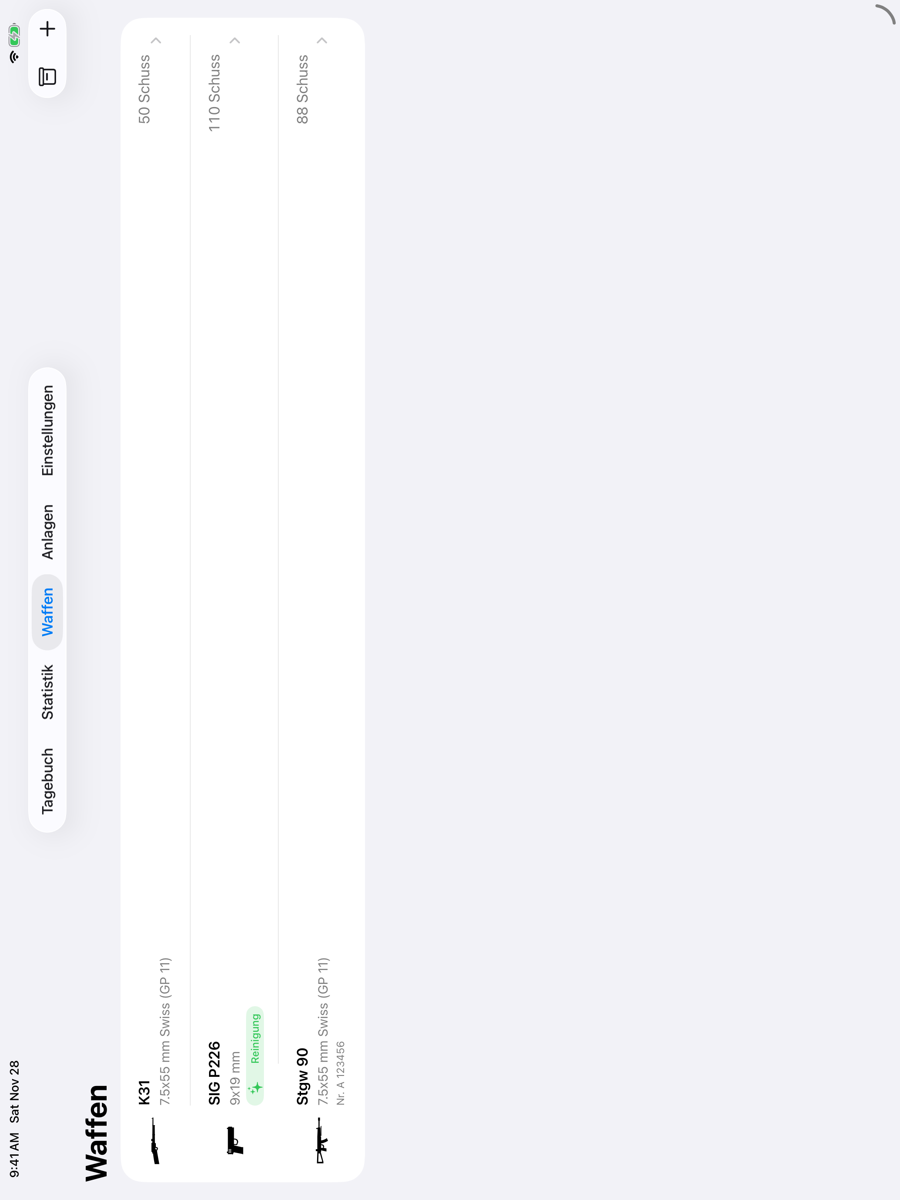 9:41 AM Sat Nov 28
Tagebuch
Statistik
Waffen
Anlagen
Einstellungen
Waffen
K31
7.5x55 mm Swiss (GP 11)
50 Schuss
SIG P226
9x19 mm
Reinigung
110 Schuss
Stgw 90
7.5x55 mm Swiss (GP 11)
Nr. A 123456
88 Schuss